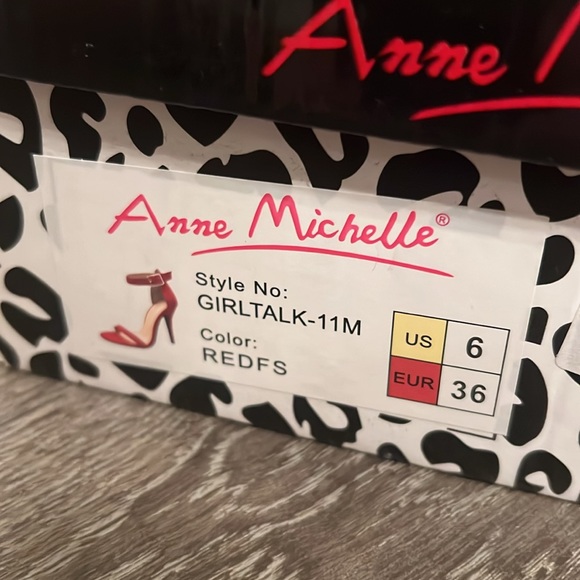 Anne
Anne Michelle®
Style No:
GIRLTALK-11M
Color:
REDFS
US 6
EUR 36